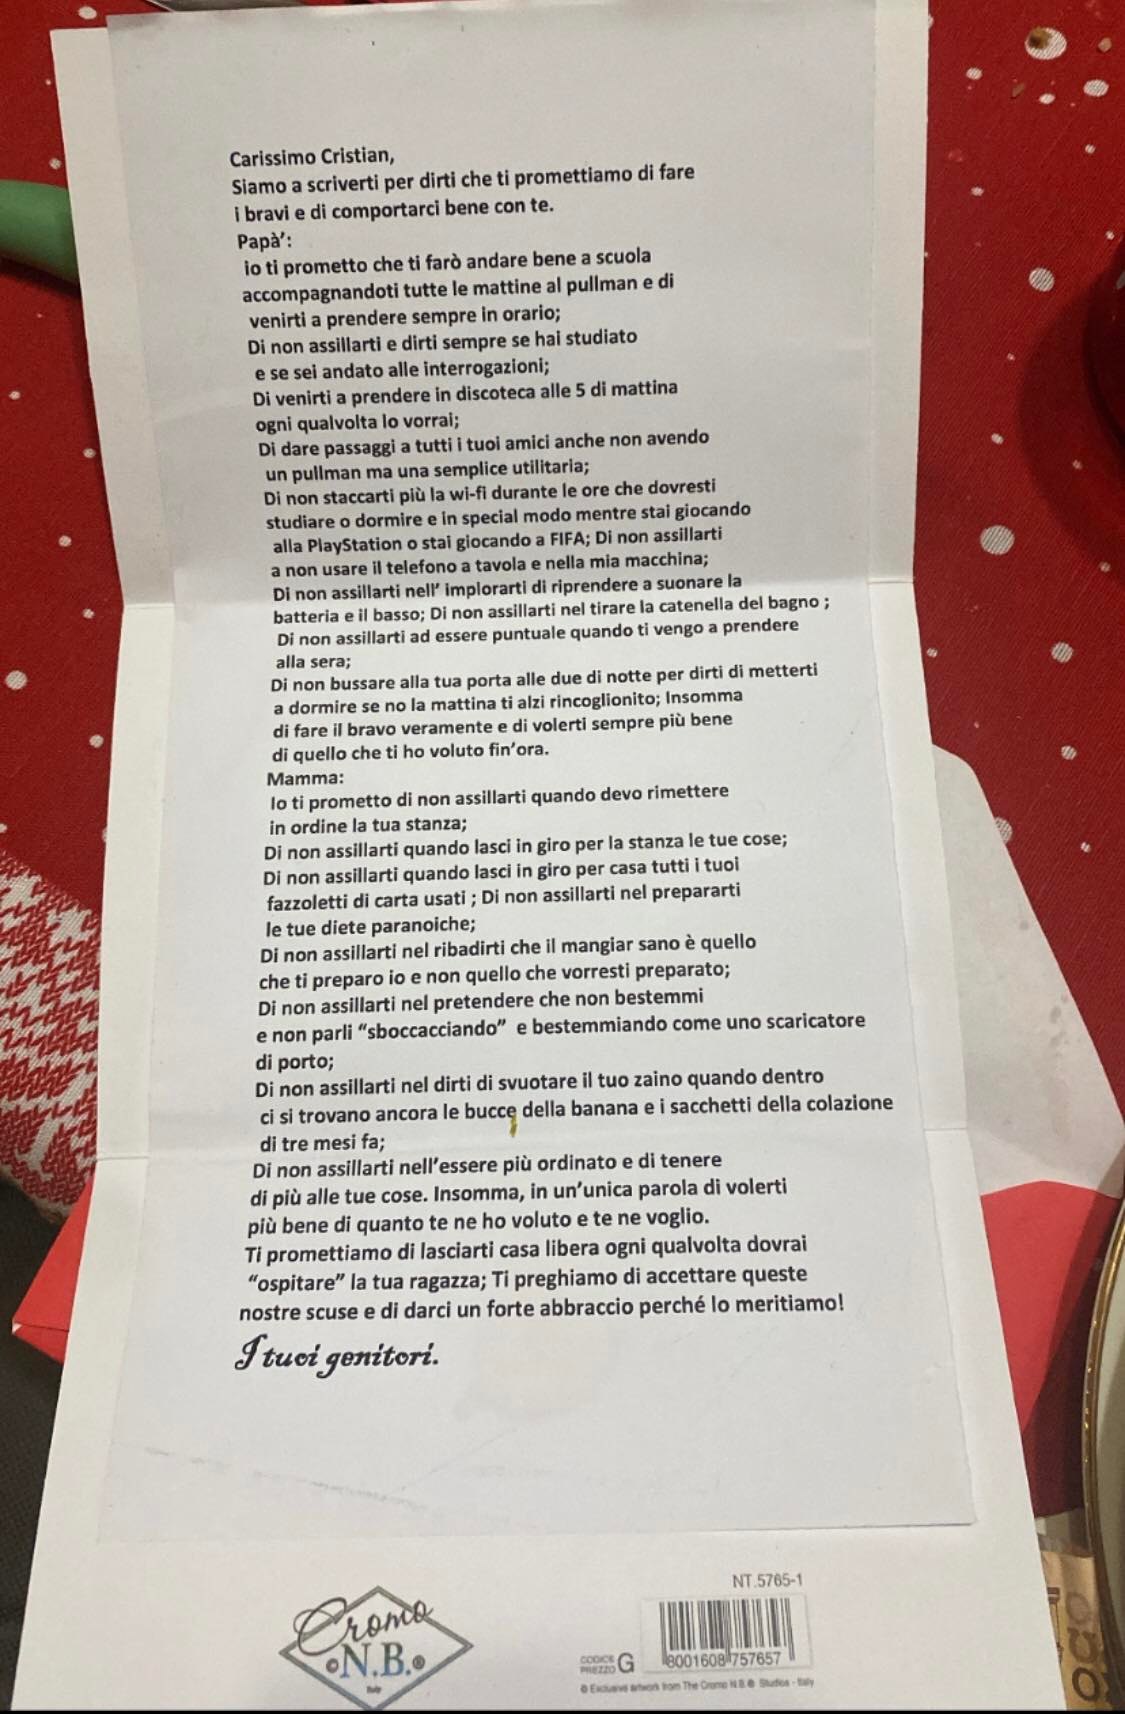 Carissimo Cristian,
Siamo a scriverti per dirti che ti promettiamo di fare
i bravi e di comportarci bene con te.
Papà':
io ti prometto che ti farò andare bene a scuola
accompagnandoti tutte le mattine al pullman e di
venirti a prendere sempre in orario;
Di non assillarti e dirti sempre se hai studiato
e se sei andato alle interrogazioni;
Di venirti a prendere in discoteca alle 5 di mattina
ogni qualvolta lo vorrai;
Di dare passaggi a tutti i tuoi amici anche non avendo
un pullman ma una semplice utilitaria;
Di non staccarti più la wi-fi durante le ore che dovresti
studiare o dormire e in special modo mentre stai giocando
alla PlayStation o stai giocando a FIFA; Di non assillarti
a non usare il telefono a tavola e nella mia macchina;
Di non assillarti nell' implorarti di riprendere a suonare la
batteria e il basso; Di non assillarti nel tirare la catenella del bagno ;
Di non assillarti ad essere puntuale quando ti vengo a prendere
alla sera;
Di non bussare alla tua porta alle due di notte per dirti di metterti
a dormire se no la mattina ti alzi rincoglionito; Insomma
di fare il bravo veramente e di volerti sempre più bene
di quello che ti ho voluto fin'ora.
Mamma:
Io ti prometto di non assillarti quando devo rimettere
in ordine la tua stanza;
Di non assillarti quando lasci in giro per la stanza le tue cose;
Di non assillarti quando lasci in giro per casa tutti i tuoi
fazzoletti di carta usati ; Di non assillarti nel prepararti
le tue diete paranoiche;
Di non assillarti nel ribadirti che il mangiar sano è quello
che ti preparo io e non quello che vorresti preparato;
Di non assillarti nel pretendere che non bestemmi
e non parli "sboccacciando" e bestemmiando come uno scaricatore
di porto;
Di non assillarti nel dirti di svuotare il tuo zaino quando dentro
ci si trovano ancora le bucce della banana e i sacchetti della colazione
di tre mesi fa;
Di non assillarti nell'essere più ordinato e di tenere
di più alle tue cose. Insomma, in un'unica parola di volerti
più bene di quanto te ne ho voluto e te ne voglio.
Ti promettiamo di lasciarti casa libera ogni qualvolta dovrai
"ospitare" la tua ragazza; Ti preghiamo di accettare queste
nostre scuse e di darci un forte abbraccio perché lo meritiamo!
I tuoi genitori.
NT.5765-1
Cromo
N.B.®
Italy
CODICE
PREZZO G
8001608 757657
© Exclusive artwork from The Cromo N.B.® Studios - Italy